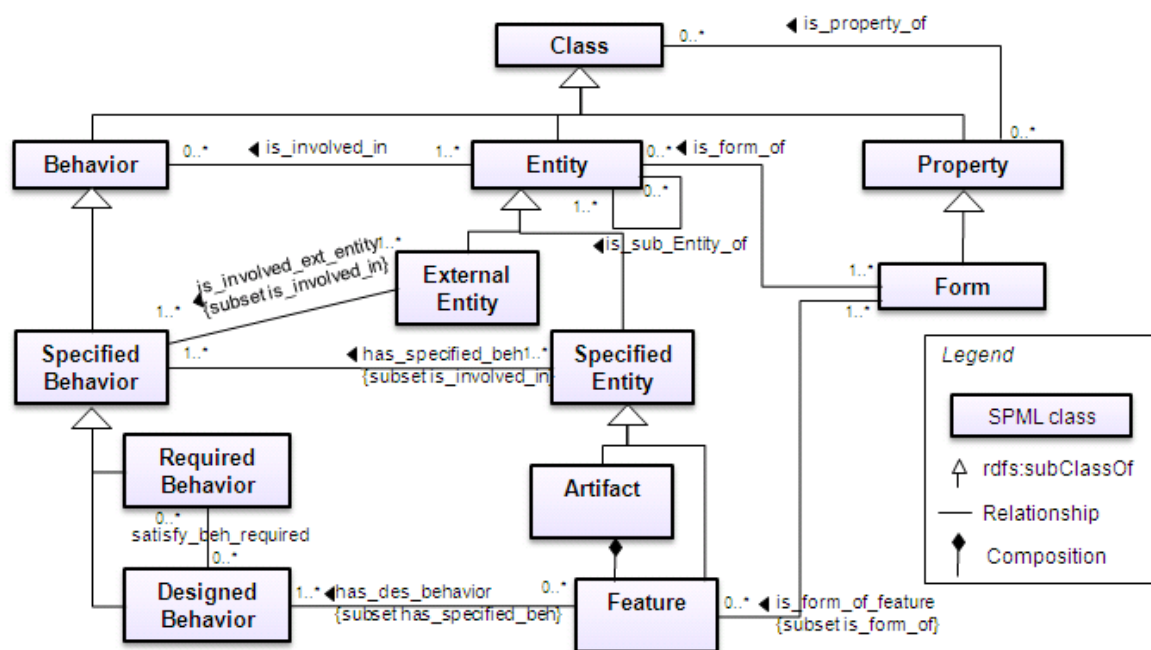 Class
0..*
is_property_of
0..*
Behavior
0..*
is_involved_in
1..*
Entity
0..*
is_form_of
Property
1..*
0..*
is_sub_Entity_of
is_involved_ext_entity
1..*
{subset is_involved_in}
1..*
External
Entity
1..*
Form
1..*
Specified
Behavior
1..*
has_specified_beh
1..*
{subset is_involved_in}
Specified
Entity
Legend
SPML class
rdfs:subClassOf
Relationship
Composition
Required
Behavior
0..*
satisfy_beh_required
0..*
Artifact
Designed
Behavior
1..*
has_des_behavior
0..*
{subset has_specified_beh}
Feature
0..*
is_form_of_feature
{subset is_form_of}